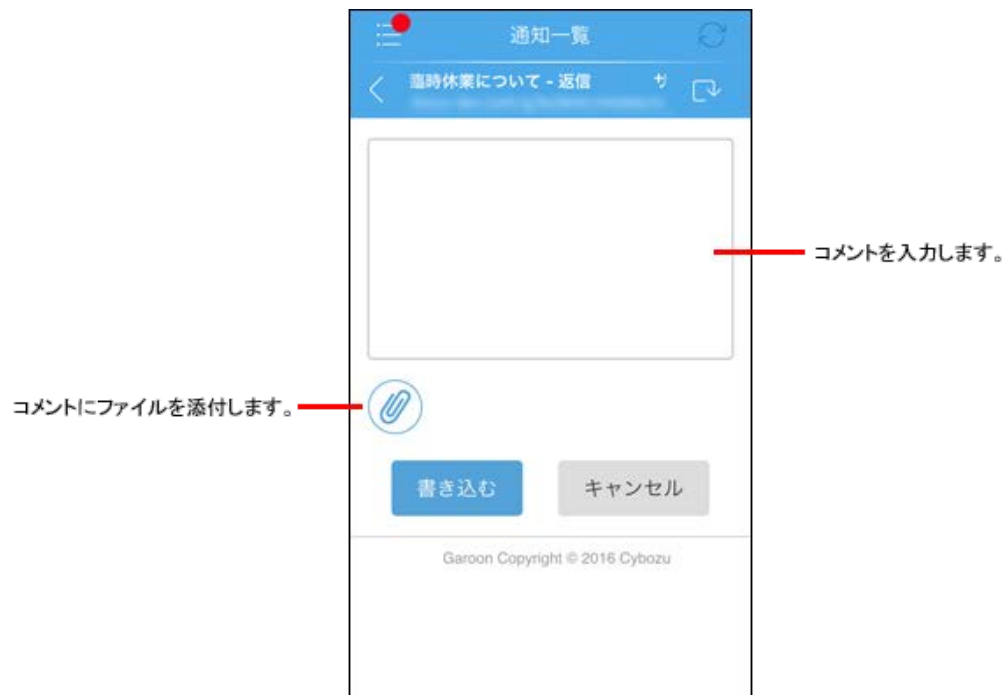 通知一覧
臨時休業について - 返信
コメントを入力します。
コメントにファイルを添付します。
書き込む
キャンセル
Garoon Copyright © 2016 Cybozu